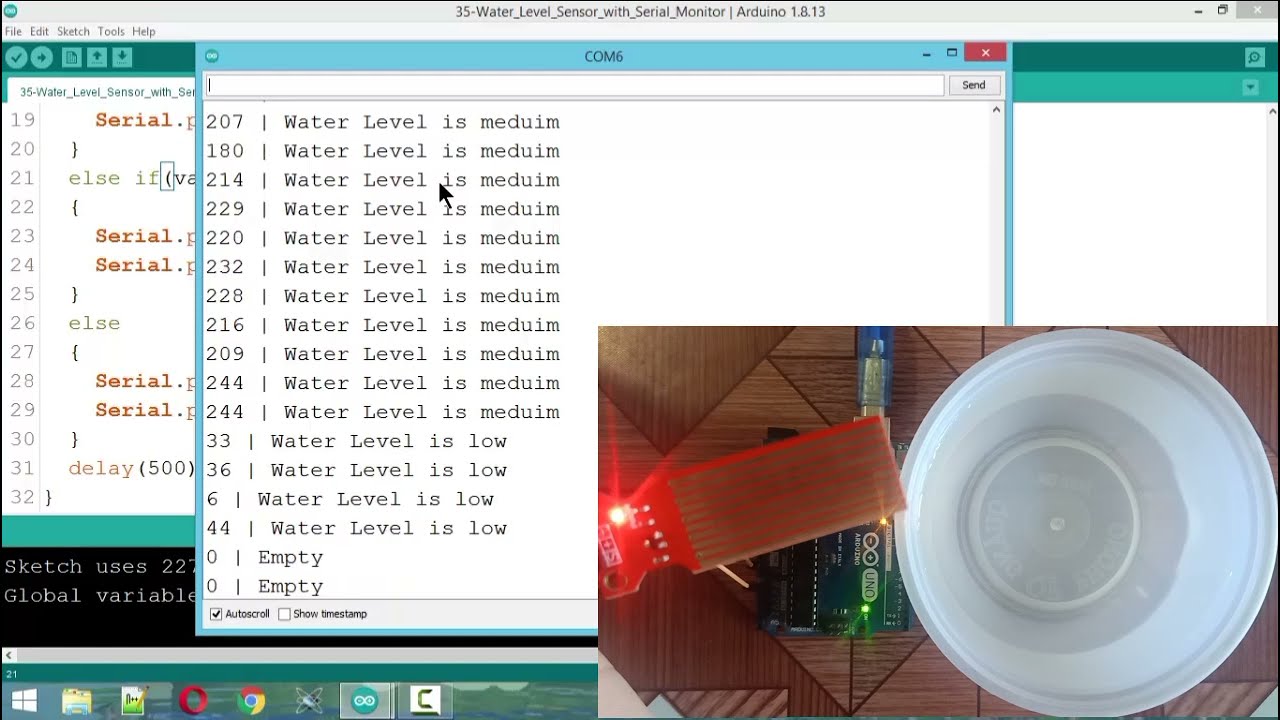 35-Water_Level_Sensor_with_Serial_Monitor | Arduino 1.8.13
File Edit Sketch Tools Help
COM6
Send
35-Water_Level_Sensor_with_Ser
207 | Water Level is meduim
180 | Water Level is meduim
214 | Water Level is meduim
229 | Water Level is meduim
220 | Water Level is meduim
232 | Water Level is meduim
228 | Water Level is meduim
216 | Water Level is meduim
209 | Water Level is meduim
244 | Water Level is meduim
244 | Water Level is meduim
33 | Water Level is low
36 | Water Level is low
6 | Water Level is low
44 | Water Level is low
0 | Empty
0 | Empty
Autoscroll
Show timestamp
19 Serial.p
20 }
21 else if(va
22 {
23 Serial.p
24 Serial.p
25 }
26 else
27 {
28 Serial.p
29 Serial.p
30 }
31 delay(500)
32 }
Sketch uses 227
Global variable
21
ARDUINO
UNO